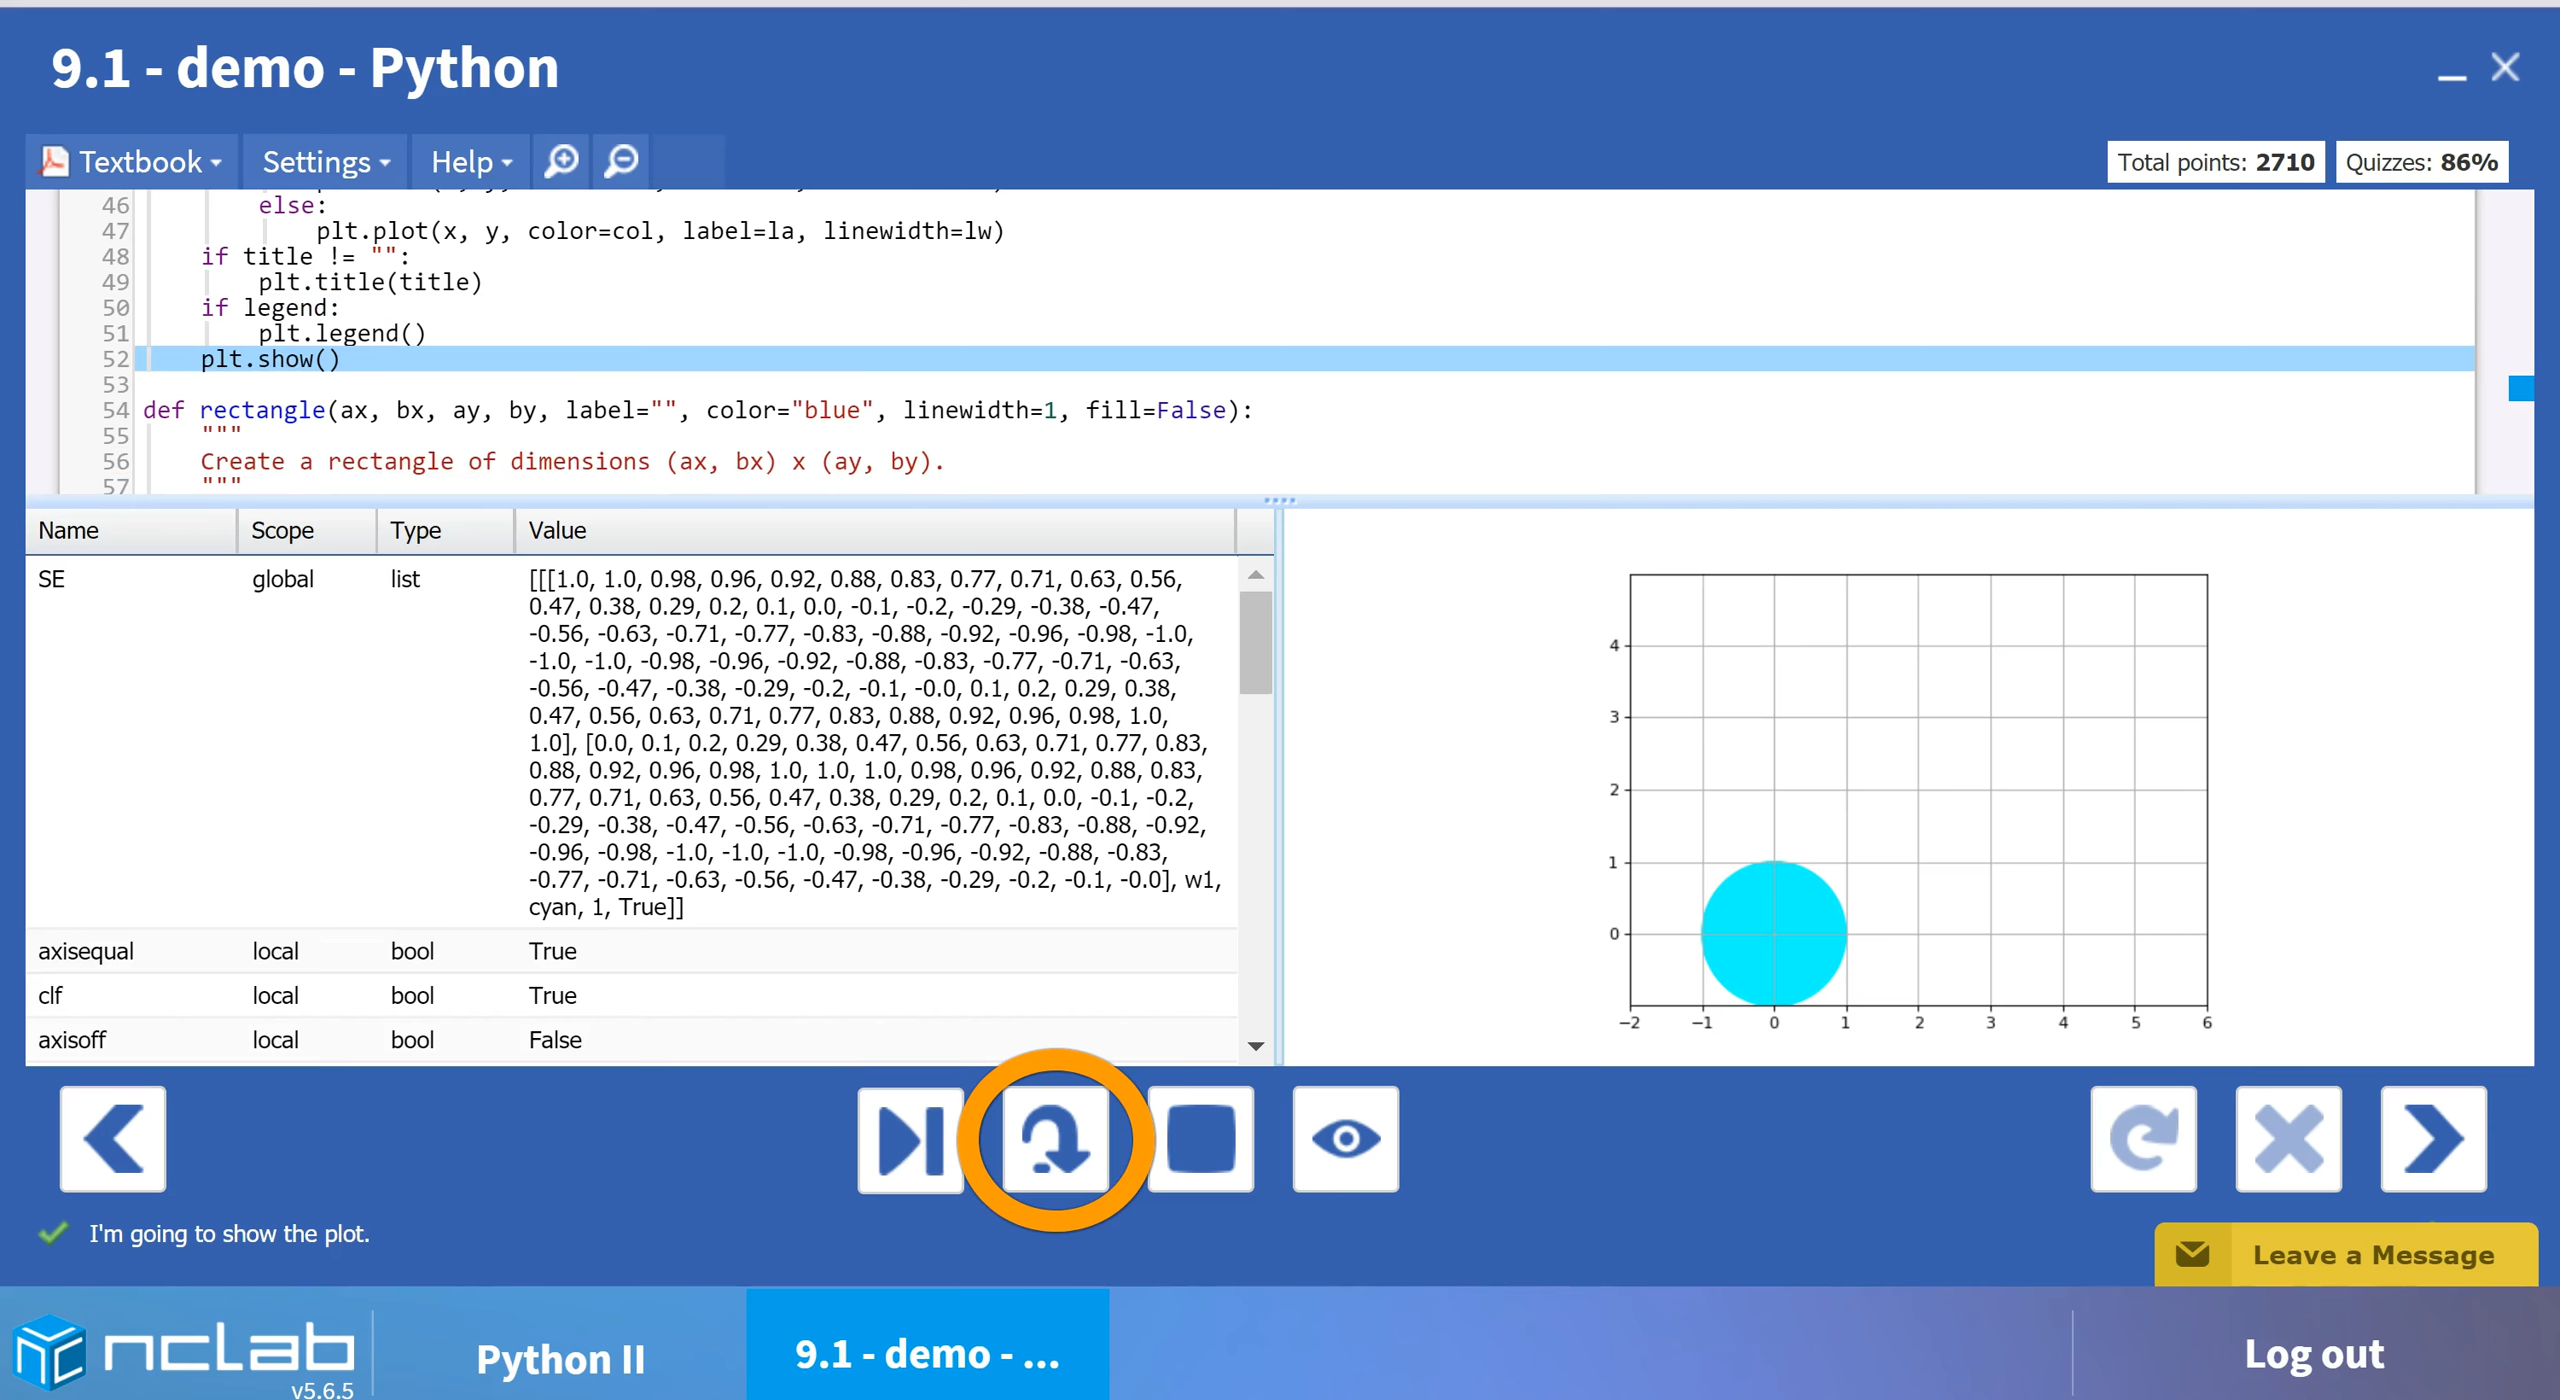 9.1 - demo - Python
Textbook Settings Help
Total points: 2710 Quizzes: 86%
46 else:
47 plt.plot(x, y, color=col, label=la, linewidth=lw)
48 if title != "":
49 plt.title(title)
50 if legend:
51 plt.legend()
52 plt.show()
53
54 def rectangle(ax, bx, ay, by, label="", color="blue", linewidth=1, fill=False):
55 """
56 Create a rectangle of dimensions (ax, bx) x (ay, by).
57 """
Name Scope Type Value
SE global list [[[1.0, 1.0, 0.98, 0.96, 0.92, 0.88, 0.83, 0.77, 0.71, 0.63, 0.56,
0.47, 0.38, 0.29, 0.2, 0.1, 0.0, -0.1, -0.2, -0.29, -0.38, -0.47,
-0.56, -0.63, -0.71, -0.77, -0.83, -0.88, -0.92, -0.96, -0.98, -1.0,
-1.0, -1.0, -0.98, -0.96, -0.92, -0.88, -0.83, -0.77, -0.71, -0.63,
-0.56, -0.47, -0.38, -0.29, -0.2, -0.1, -0.0, 0.1, 0.2, 0.29, 0.38,
0.47, 0.56, 0.63, 0.71, 0.77, 0.83, 0.88, 0.92, 0.96, 0.98, 1.0,
1.0], [0.0, 0.1, 0.2, 0.29, 0.38, 0.47, 0.56, 0.63, 0.71, 0.77, 0.83,
0.88, 0.92, 0.96, 0.98, 1.0, 1.0, 1.0, 0.98, 0.96, 0.92, 0.88, 0.83,
0.77, 0.71, 0.63, 0.56, 0.47, 0.38, 0.29, 0.2, 0.1, 0.0, -0.1, -0.2,
-0.29, -0.38, -0.47, -0.56, -0.63, -0.71, -0.77, -0.83, -0.88, -0.92,
-0.96, -0.98, -1.0, -1.0, -1.0, -0.98, -0.96, -0.92, -0.88, -0.83,
-0.77, -0.71, -0.63, -0.56, -0.47, -0.38, -0.29, -0.2, -0.1, -0.0], w1,
cyan, 1, True]]
axisequal local bool True
clf local bool True
axisoff local bool False
4
3
2
1
0
−2 −1 0 1 2 3 4 5 6
I'm going to show the plot.
Leave a Message
nclab
v5.6.5
Python II
9.1 - demo - ...
Log out